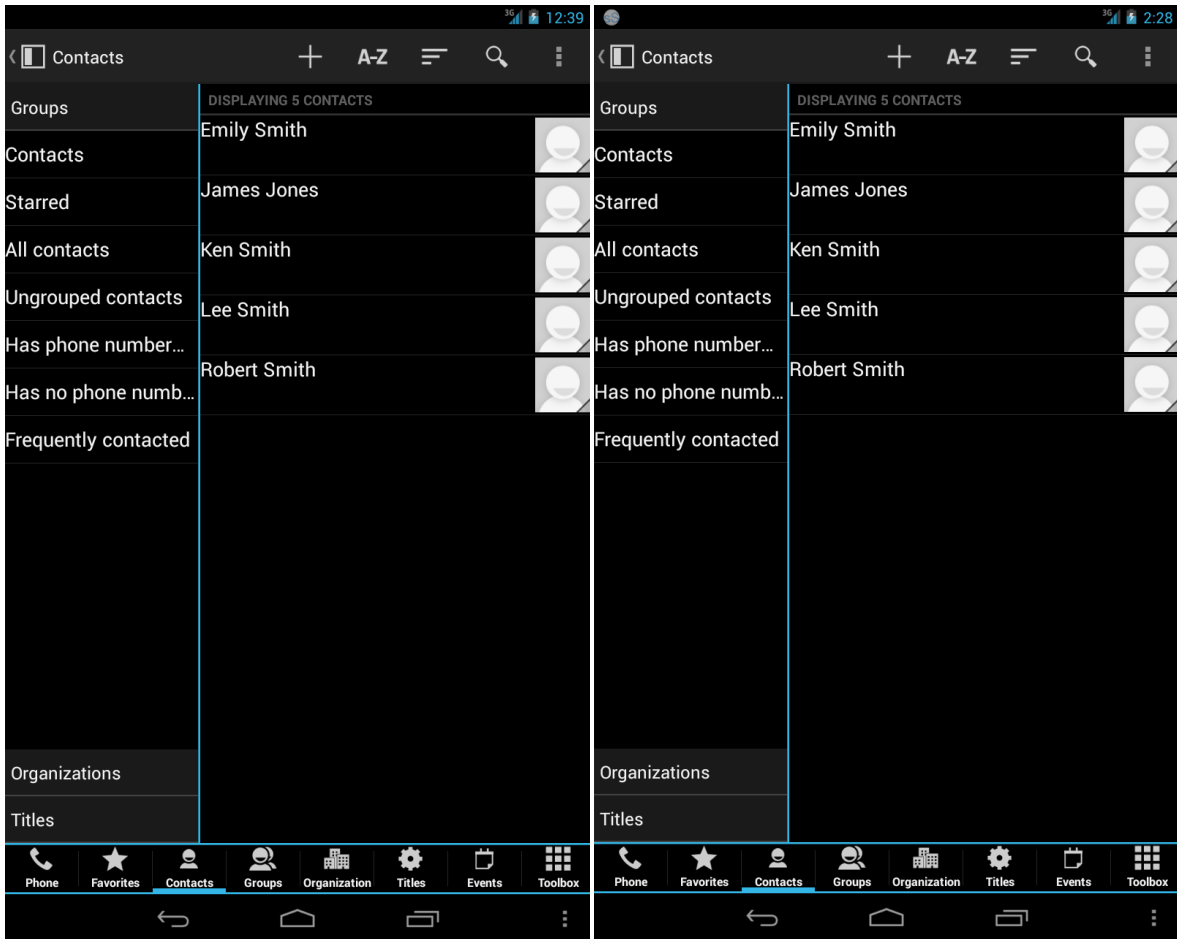 3G 12:39
Contacts A-Z
Groups
Contacts
Starred
All contacts
Ungrouped contacts
Has phone number...
Has no phone numb...
Frequently contacted
Organizations
Titles
DISPLAYING 5 CONTACTS
Emily Smith
James Jones
Ken Smith
Lee Smith
Robert Smith
Phone Favorites Contacts Groups Organization Titles Events Toolbox
3G 2:28
Contacts A-Z
Groups
Contacts
Starred
All contacts
Ungrouped contacts
Has phone number...
Has no phone numb...
Frequently contacted
Organizations
Titles
DISPLAYING 5 CONTACTS
Emily Smith
James Jones
Ken Smith
Lee Smith
Robert Smith
Phone Favorites Contacts Groups Organization Titles Events Toolbox